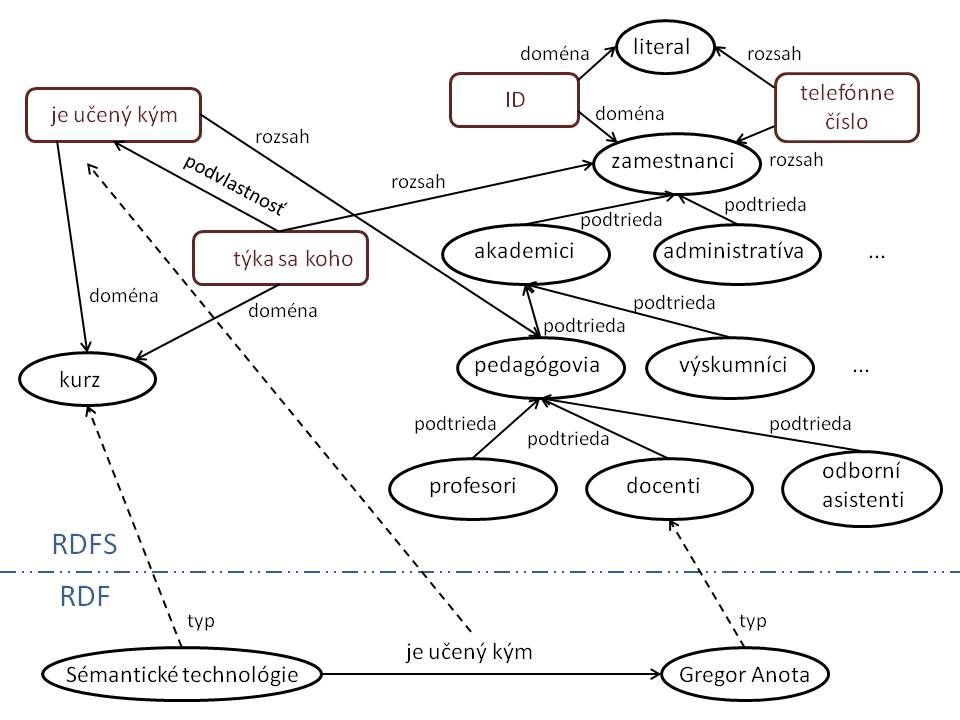 doména
literal
rozsah
je učený kým
ID
telefónne
číslo
rozsah
doména
podvlastnosť
rozsah
zamestnanci
rozsah
podtrieda
podtrieda
týka sa koho
akademici
administratíva
...
doména
doména
podtrieda
podtrieda
kurz
pedagógovia
výskumníci
...
podtrieda
podtrieda
podtrieda
profesori
docenti
odborní
asistenti
RDFS
RDF
typ
typ
je učený kým
Sémantické technológie
Gregor Anota